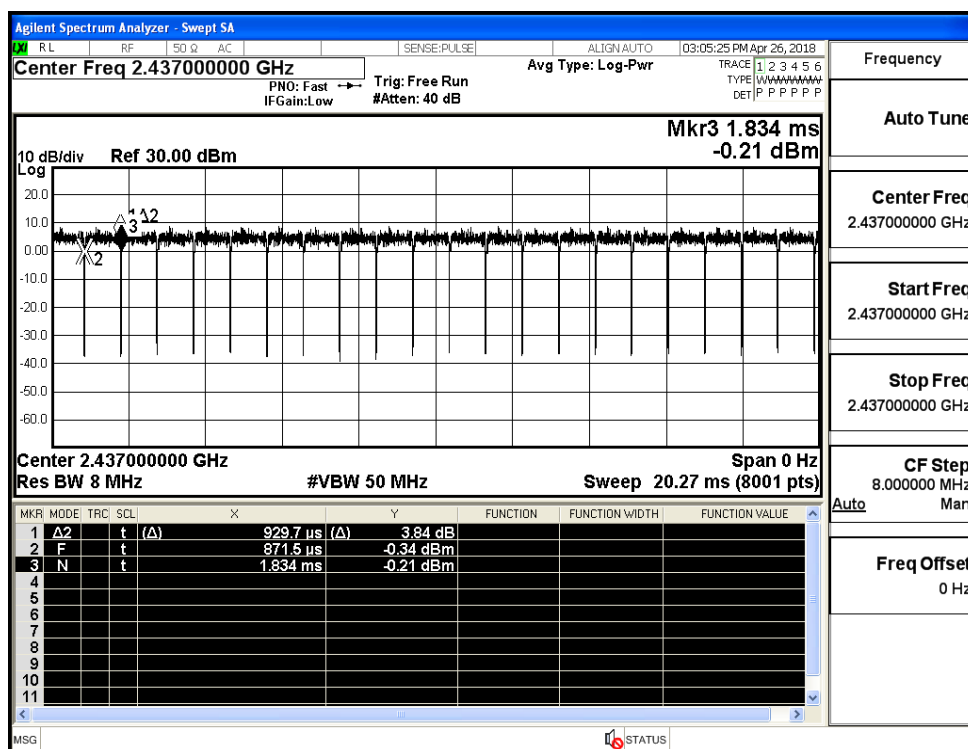 Agilent Spectrum Analyzer - Swept SA
LXI RL RF 50 Ω AC SENSE:PULSE ALIGN AUTO 03:05:25 PM Apr 26, 2018
Center Freq 2.437000000 GHz
PNO: Fast
IFGain:Low
Trig: Free Run
#Atten: 40 dB
Avg Type: Log-Pwr
TRACE 1 2 3 4 5 6
TYPE WWWWWW
DET P P P P P P
Mkr3 1.834 ms
-0.21 dBm
10 dB/div Ref 30.00 dBm
Log
20.0
10.0
0.00
-10.0
-20.0
-30.0
-40.0
-50.0
-60.0
1Δ2
3
2
Center 2.437000000 GHz Span 0 Hz
Res BW 8 MHz #VBW 50 MHz Sweep 20.27 ms (8001 pts)
MKR MODE TRC SCL X Y FUNCTION FUNCTION WIDTH FUNCTION VALUE
1 Δ2 t (Δ) 929.7 µs (Δ) 3.84 dB
2 F t 871.5 µs -0.34 dBm
3 N t 1.834 ms -0.21 dBm
4
5
6
7
8
9
10
11
MSG STATUS
Frequency
Auto Tune
Center Freq
2.437000000 GHz
Start Freq
2.437000000 GHz
Stop Freq
2.437000000 GHz
CF Step
8.000000 MHz
Auto Man
Freq Offset
0 Hz